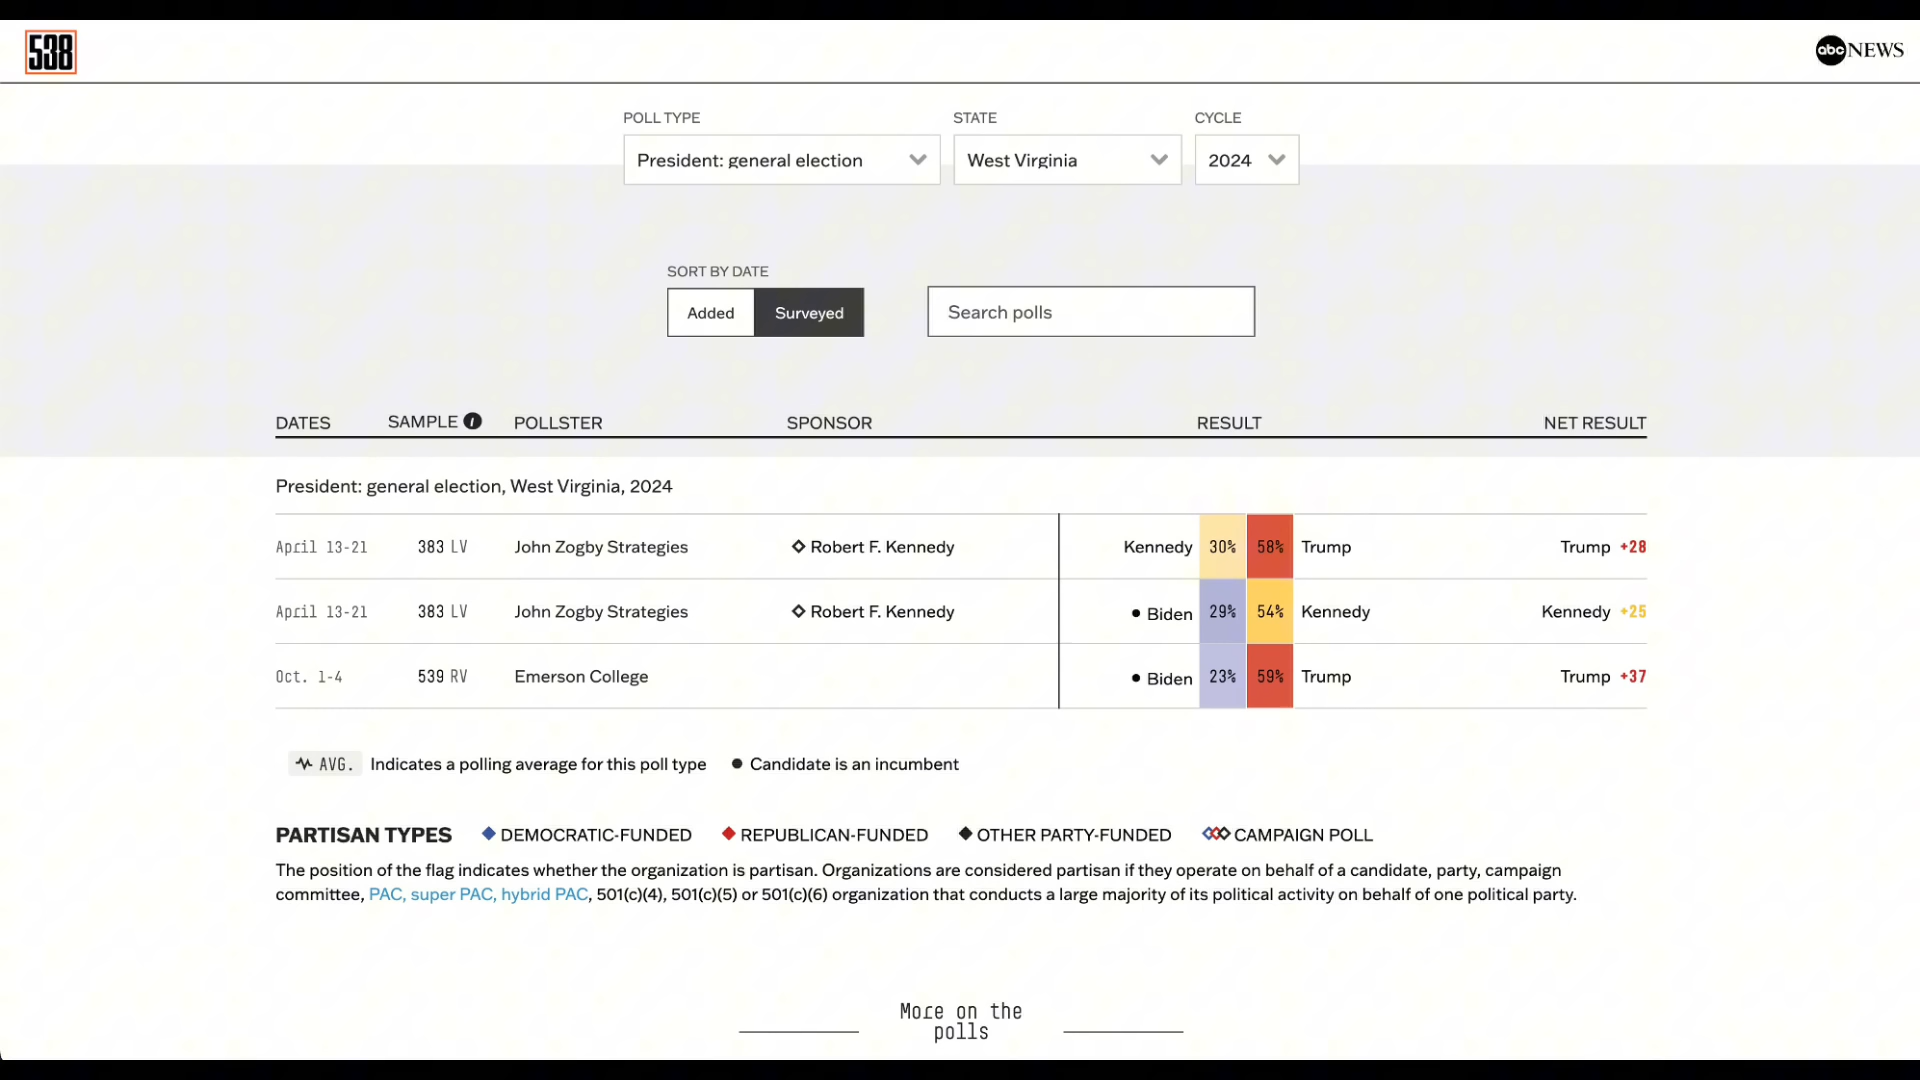 538
abc NEWS
POLL TYPE STATE CYCLE
President: general election West Virginia 2024
SORT BY DATE
Added Surveyed Search polls
DATES SAMPLE i POLLSTER SPONSOR RESULT NET RESULT
President: general election, West Virginia, 2024
April 13-21 383 LV John Zogby Strategies Robert F. Kennedy Kennedy 30% 58% Trump Trump +28
April 13-21 383 LV John Zogby Strategies Robert F. Kennedy Biden 29% 54% Kennedy Kennedy +25
Oct. 1-4 539 RV Emerson College Biden 23% 59% Trump Trump +37
AVG. Indicates a polling average for this poll type ● Candidate is an incumbent
PARTISAN TYPES ◆ DEMOCRATIC-FUNDED ◆ REPUBLICAN-FUNDED ◆ OTHER PARTY-FUNDED CAMPAIGN POLL
The position of the flag indicates whether the organization is partisan. Organizations are considered partisan if they operate on behalf of a candidate, party, campaign
committee, PAC, super PAC, hybrid PAC, 501(c)(4), 501(c)(5) or 501(c)(6) organization that conducts a large majority of its political activity on behalf of one political party.
More on the
polls